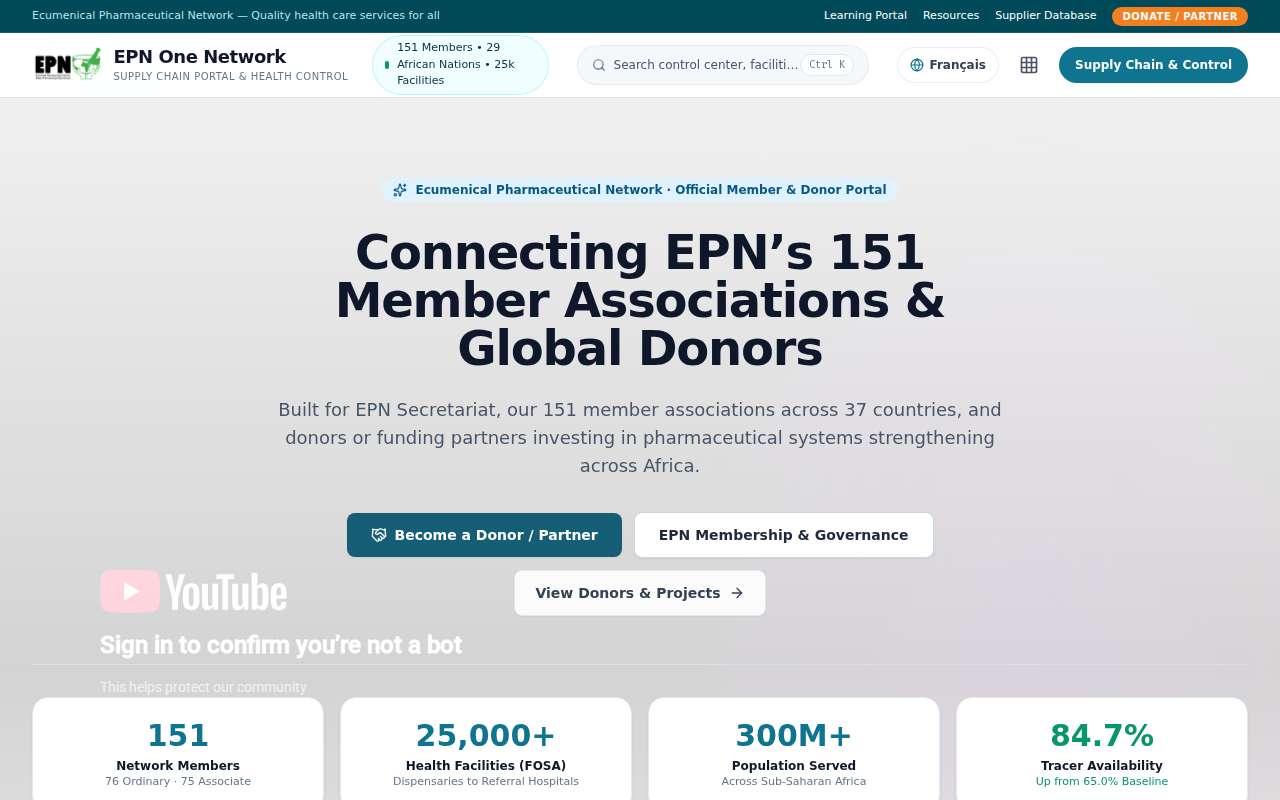 Ecumenical Pharmaceutical Network — Quality health care services for all
Learning Portal Resources Supplier Database DONATE / PARTNER
EPN
EPN One Network
SUPPLY CHAIN PORTAL & HEALTH CONTROL
151 Members • 29
African Nations • 25k
Facilities
Search control center, faciliti... Ctrl K
Français
Supply Chain & Control
Ecumenical Pharmaceutical Network · Official Member & Donor Portal
Connecting EPN’s 151
Member Associations &
Global Donors
Built for EPN Secretariat, our 151 member associations across 37 countries, and
donors or funding partners investing in pharmaceutical systems strengthening
across Africa.
Become a Donor / Partner
EPN Membership & Governance
View Donors & Projects
YouTube
Sign in to confirm you’re not a bot
This helps protect our community
151
Network Members
76 Ordinary · 75 Associate
25,000+
Health Facilities (FOSA)
Dispensaries to Referral Hospitals
300M+
Population Served
Across Sub-Saharan Africa
84.7%
Tracer Availability
Up from 65.0% Baseline